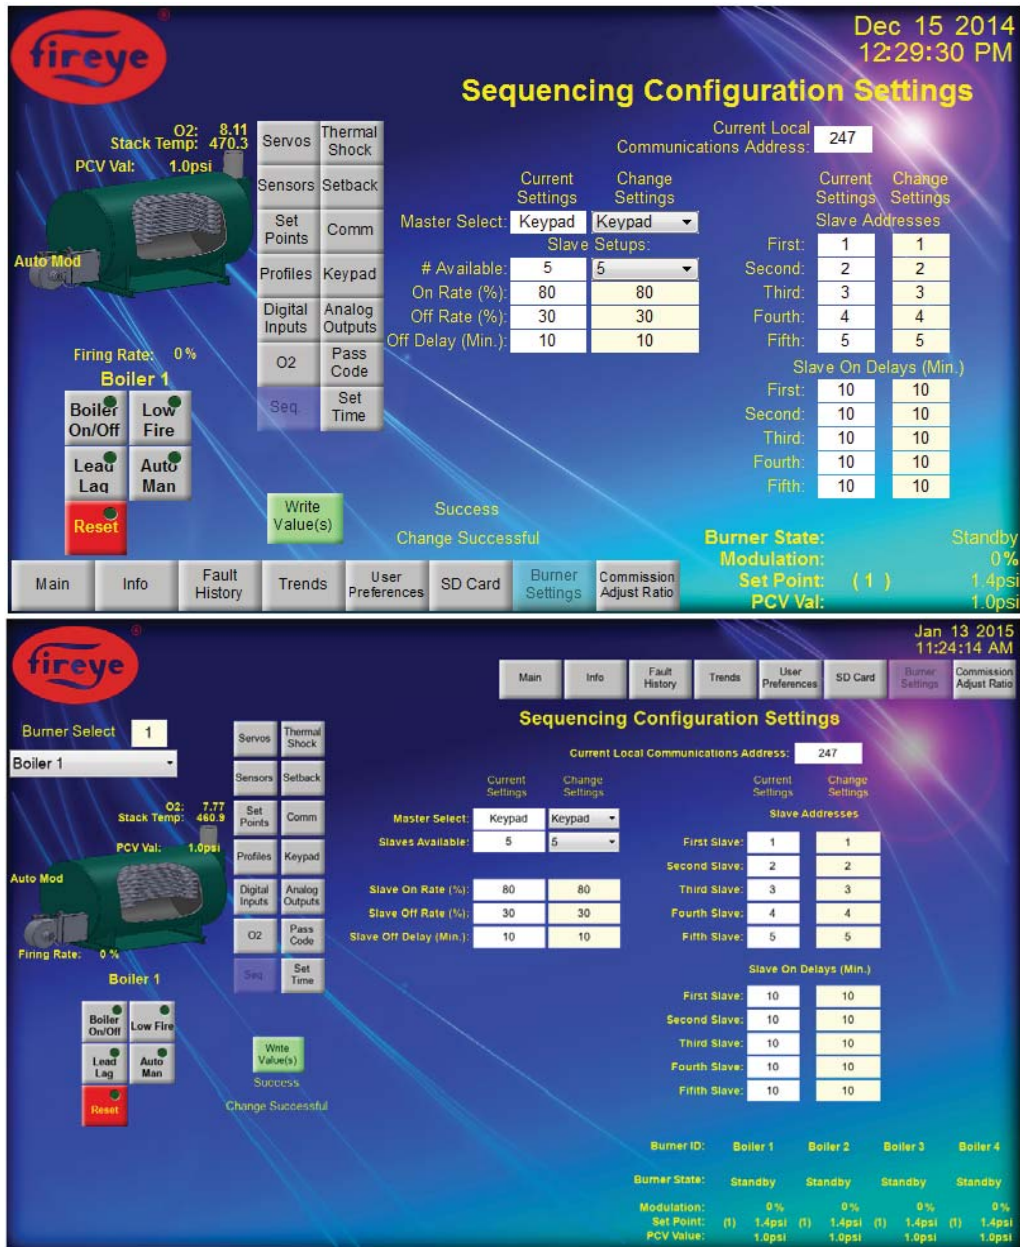 fireye ®
Dec 15 2014
12:29:30 PM
Sequencing Configuration Settings
O2: 8.11
Stack Temp: 470.3
PCV Val: 1.0psi
Auto Mod
Firing Rate: 0%
Boiler 1
Boiler On/Off
Low Fire
Lead Lag
Auto Man
Reset
Servos
Thermal Shock
Sensors
Setback
Set Points
Comm
Profiles
Keypad
Digital Inputs
Analog Outputs
O2
Pass Code
Seq.
Set Time
Current Local
Communications Address: 247
Current Settings
Change Settings
Master Select: Keypad Keypad
Slave Setups:
# Available: 5 5
On Rate (%): 80 80
Off Rate (%): 30 30
Off Delay (Min.): 10 10
Current Settings
Change Settings
Slave Addresses
First: 1 1
Second: 2 2
Third: 3 3
Fourth: 4 4
Fifth: 5 5
Slave On Delays (Min.)
First: 10 10
Second: 10 10
Third: 10 10
Fourth: 10 10
Fifth: 10 10
Write Value(s)
Success
Change Successful
Burner State: Standby
Modulation: 0%
Set Point: ( 1 ) 1.4psi
PCV Val: 1.0psi
Main
Info
Fault History
Trends
User Preferences
SD Card
Burner Settings
Commission Adjust Ratio
fireye ®
Jan 13 2015
11:24:14 AM
Main
Info
Fault History
Trends
User Preferences
SD Card
Burner Settings
Commission Adjust Ratio
Sequencing Configuration Settings
Burner Select 1
Boiler 1
O2: 7.77
Stack Temp: 460.9
PCV Val: 1.0psi
Auto Mod
Firing Rate: 0 %
Boiler 1
Boiler On/Off
Low Fire
Lead Lag
Auto Man
Reset
Servos
Thermal Shock
Sensors
Setback
Set Points
Comm
Profiles
Keypad
Digital Inputs
Analog Outputs
O2
Pass Code
Seq.
Set Time
Write Value(s)
Success
Change Successful
Current Local Communications Address: 247
Current Settings
Change Settings
Master Select: Keypad Keypad
Slaves Available: 5 5
Slave On Rate (%): 80 80
Slave Off Rate (%): 30 30
Slave Off Delay (Min.): 10 10
Current Settings
Change Settings
Slave Addresses
First Slave: 1 1
Second Slave: 2 2
Third Slave: 3 3
Fourth Slave: 4 4
Fifth Slave: 5 5
Slave On Delays (Min.)
First Slave: 10 10
Second Slave: 10 10
Third Slave: 10 10
Fourth Slave: 10 10
Fifith Slave: 10 10
Burner ID: Boiler 1 Boiler 2 Boiler 3 Boiler 4
Burner State: Standby Standby Standby Standby
Modulation: 0% 0% 0% 0%
Set Point: (1) 1.4psi (1) 1.4psi (1) 1.4psi (1) 1.4psi
PCV Value: 1.0psi 1.0psi 1.0psi 1.0psi